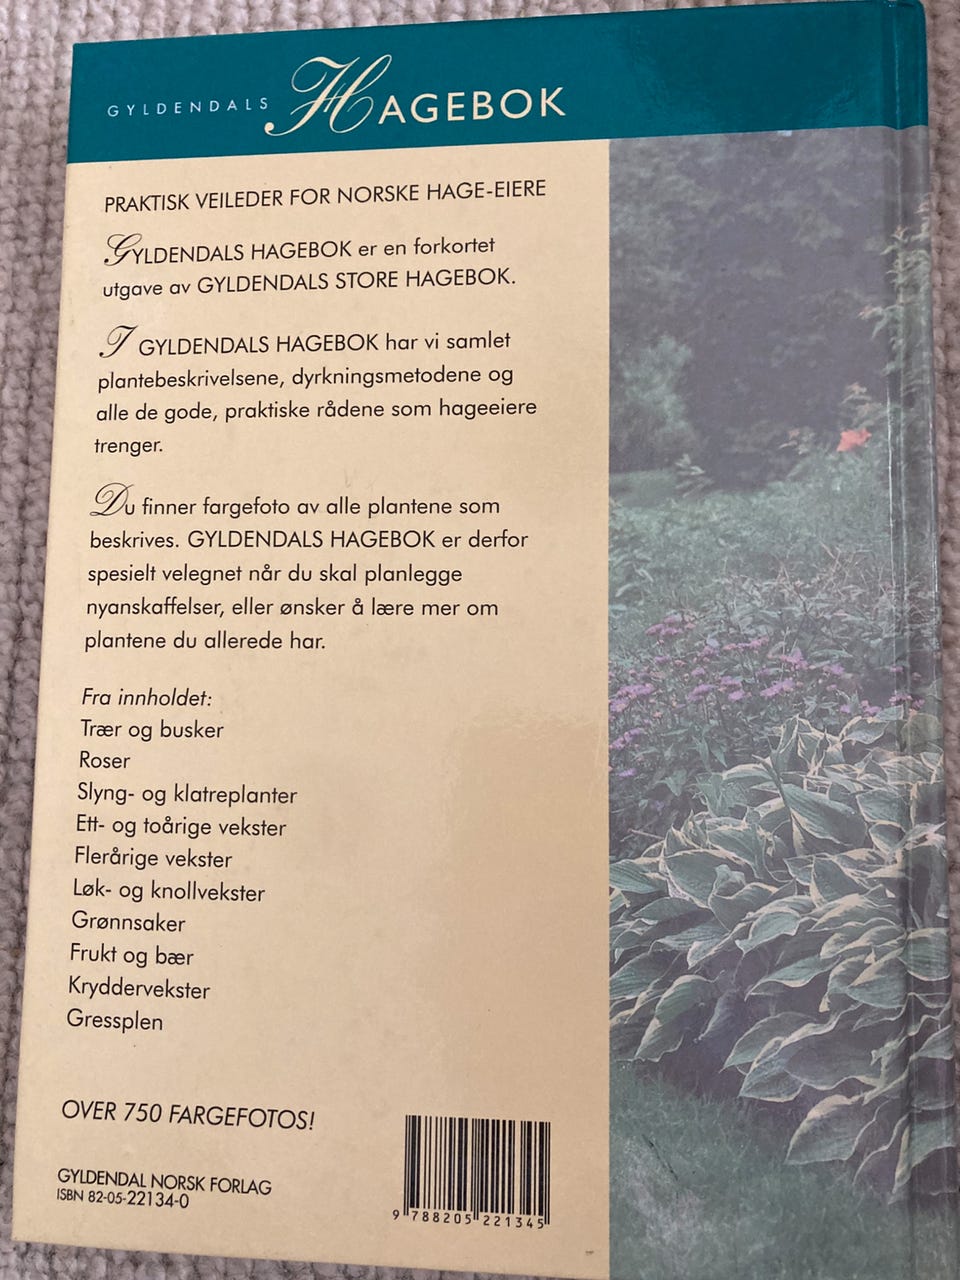 GYLDENDALS HAGEBOK
PRAKTISK VEILEDER FOR NORSKE HAGE-EIERE
GYLDENDALS HAGEBOK er en forkortet
utgave av GYLDENDALS STORE HAGEBOK.
I GYLDENDALS HAGEBOK har vi samlet
plantebeskrivelsene, dyrkningsmetodene og
alle de gode, praktiske rådene som hageeiere
trenger.
Du finner fargefoto av alle plantene som
beskrives. GYLDENDALS HAGEBOK er derfor
spesielt velegnet når du skal planlegge
nyanskaffelser, eller ønsker å lære mer om
plantene du allerede har.
Fra innholdet:
Trær og busker
Roser
Slyng- og klatreplanter
Ett- og toårige vekster
Flerårige vekster
Løk- og knollvekster
Grønnsaker
Frukt og bær
Kryddervekster
Gressplen
OVER 750 FARGEFOTOS!
GYLDENDAL NORSK FORLAG
ISBN 82-05-22134-0
9 788205 221345